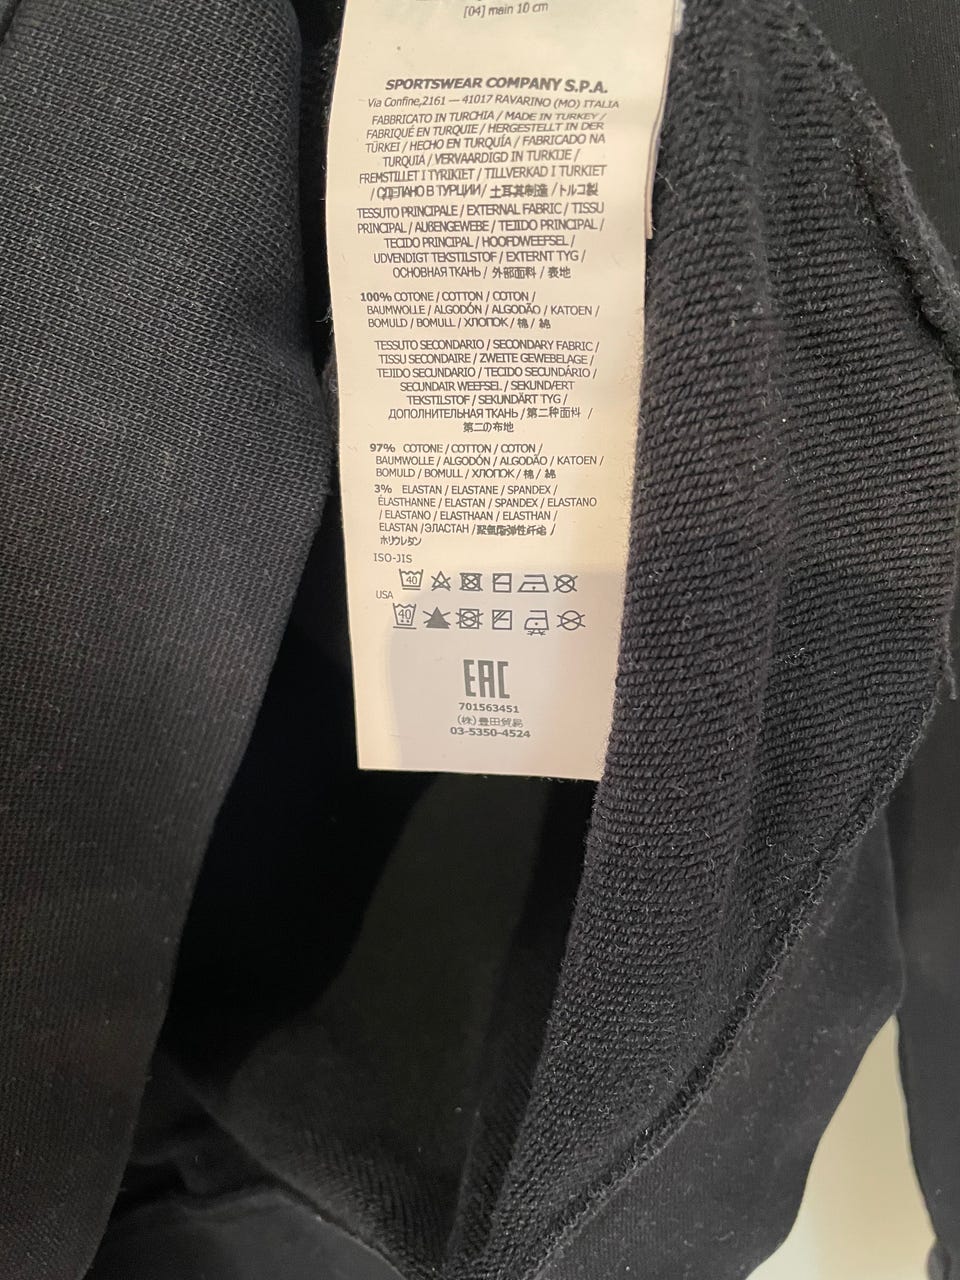 [04] main 10 cm
SPORTSWEAR COMPANY S.P.A.
Via Confine,2161 — 41017 RAVARINO (MO) ITALIA
FABBRICATO IN TURCHIA / MADE IN TURKEY /
FABRIQUÉ EN TURQUIE / HERGESTELLT IN DER
TÜRKEI / HECHO EN TURQUÍA / FABRICADO NA
TURQUIA / VERVAARDIGD IN TURKIJE /
FREMSTILLET I TYRKIET / TILLVERKAD I TURKIET
/ СДЕЛАНО В ТУРЦИИ / 土耳其制造 / トルコ製
TESSUTO PRINCIPALE / EXTERNAL FABRIC / TISSU
PRINCIPAL / AUßENGEWEBE / TEJIDO PRINCIPAL /
TECIDO PRINCIPAL / HOOFDWEEFSEL /
UDVENDIGT TEKSTILSTOF / EXTERNT TYG /
ОСНОВНАЯ ТКАНЬ / 外部面料 / 表地
100% COTONE / COTTON / COTON /
BAUMWOLLE / ALGODÓN / ALGODÃO / KATOEN /
BOMULD / BOMULL / ХЛОПОК / 棉 / 綿
TESSUTO SECONDARIO / SECONDARY FABRIC /
TISSU SECONDAIRE / ZWEITE GEWEBELAGE /
TEJIDO SECUNDARIO / TECIDO SECUNDÁRIO /
SECUNDAIR WEEFSEL / SEKUNDÆRT
TEKSTILSTOF / SEKUNDÄRT TYG /
ДОПОЛНИТЕЛЬНАЯ ТКАНЬ / 第二种面料 /
第二の布地
97% COTONE / COTTON / COTON /
BAUMWOLLE / ALGODÓN / ALGODÃO / KATOEN /
BOMULD / BOMULL / ХЛОПОК / 棉 / 綿
3% ELASTAN / ELASTANE / SPANDEX /
ÉLASTHANNE / ELASTAN / SPANDEX / ELASTANO
/ ELASTANO / ELASTHAAN / ELASTHAN /
ELASTAN / ЭЛАСТАН / 聚氨酯弹性纤维 /
ポリウレタン
ISO-JIS
40
USA
40
EAC
701563451
(株)豊田貿易
03-5350-4524